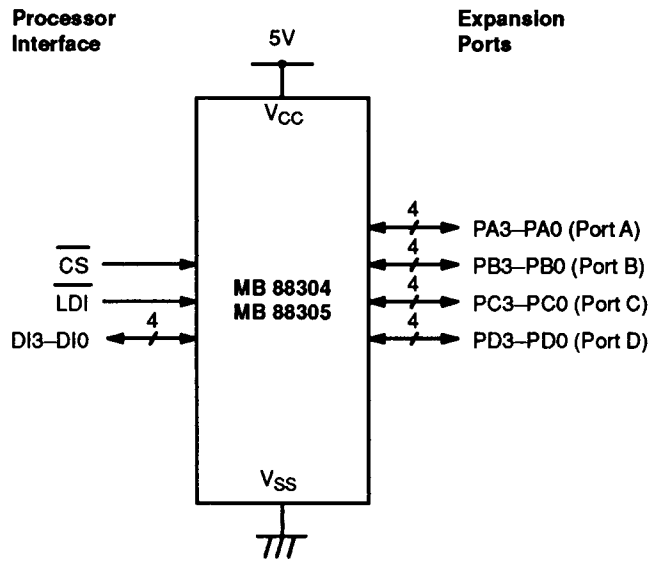 Processor
Interface
Expansion
Ports
5V
VCC
4
PA3–PA0 (Port A)
CS
4
PB3–PB0 (Port B)
MB 88304
LDI
4
PC3–PC0 (Port C)
MB 88305
DI3–DI0
4
4
PD3–PD0 (Port D)
VSS